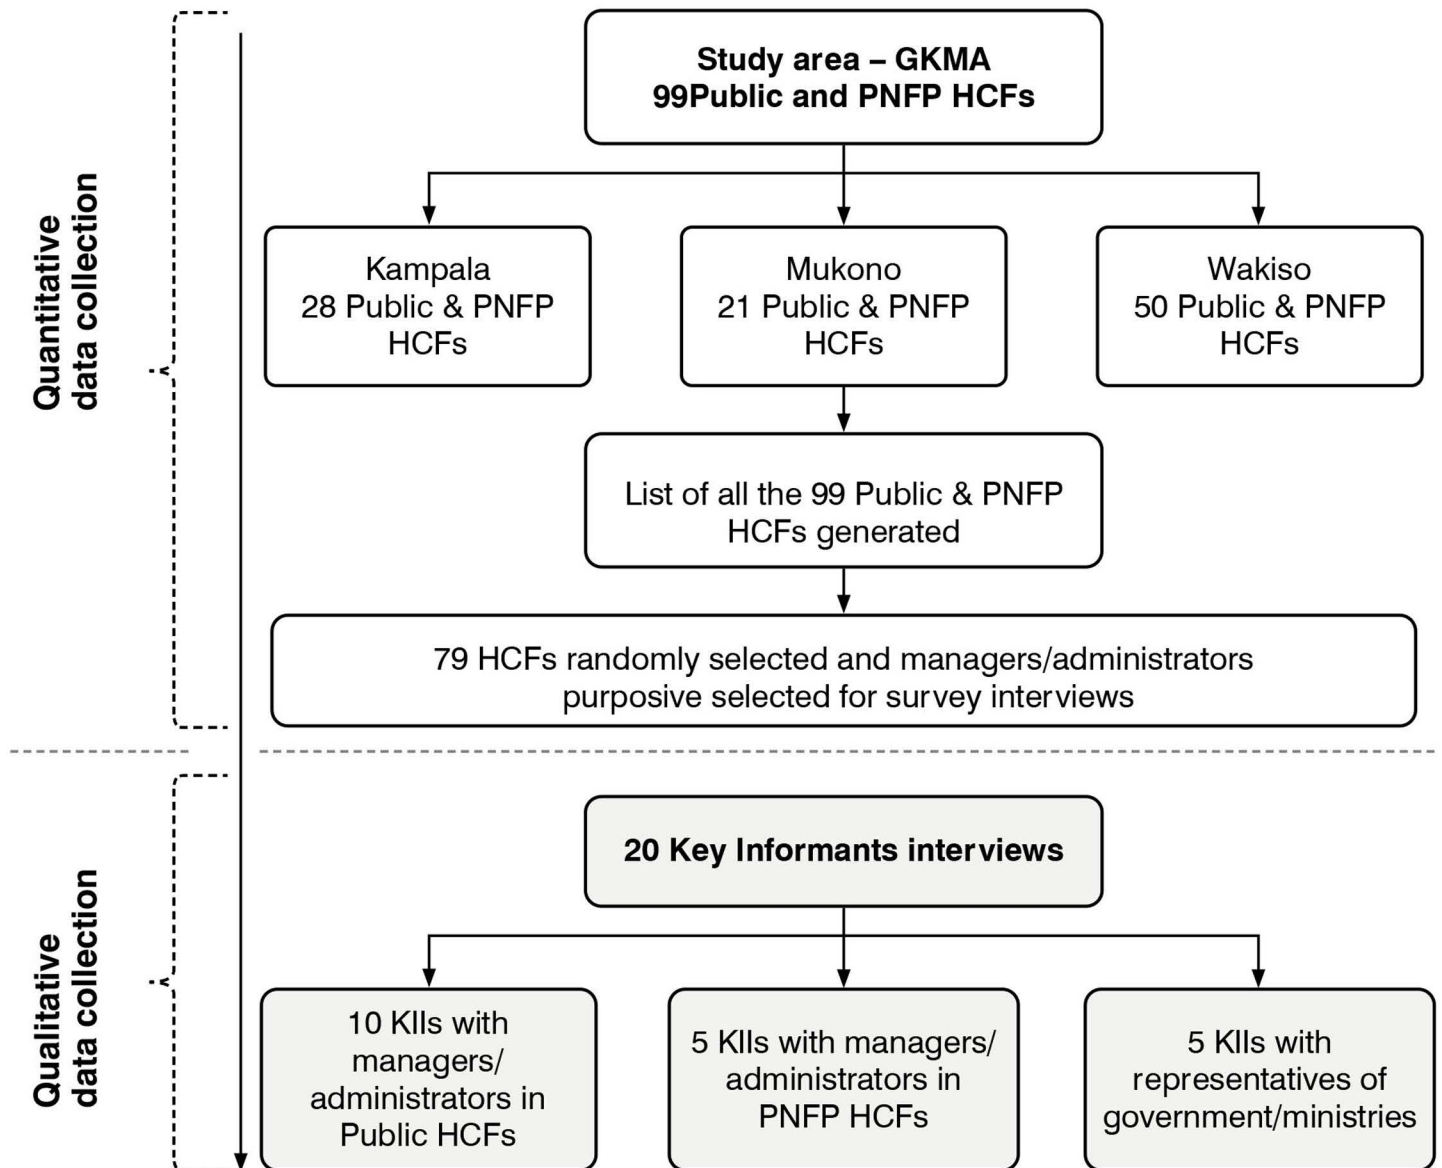 Quantitative
data collection
Study area – GKMA
99Public and PNFP HCFs
Kampala
28 Public & PNFP
HCFs
Mukono
21 Public & PNFP
HCFs
Wakiso
50 Public & PNFP
HCFs
List of all the 99 Public & PNFP
HCFs generated
79 HCFs randomly selected and managers/administrators
purposive selected for survey interviews
Qualitative
data collection
20 Key Informants interviews
10 KIIs with
managers/
administrators in
Public HCFs
5 KIIs with managers/
administrators in
PNFP HCFs
5 KIIs with
representatives of
government/ministries